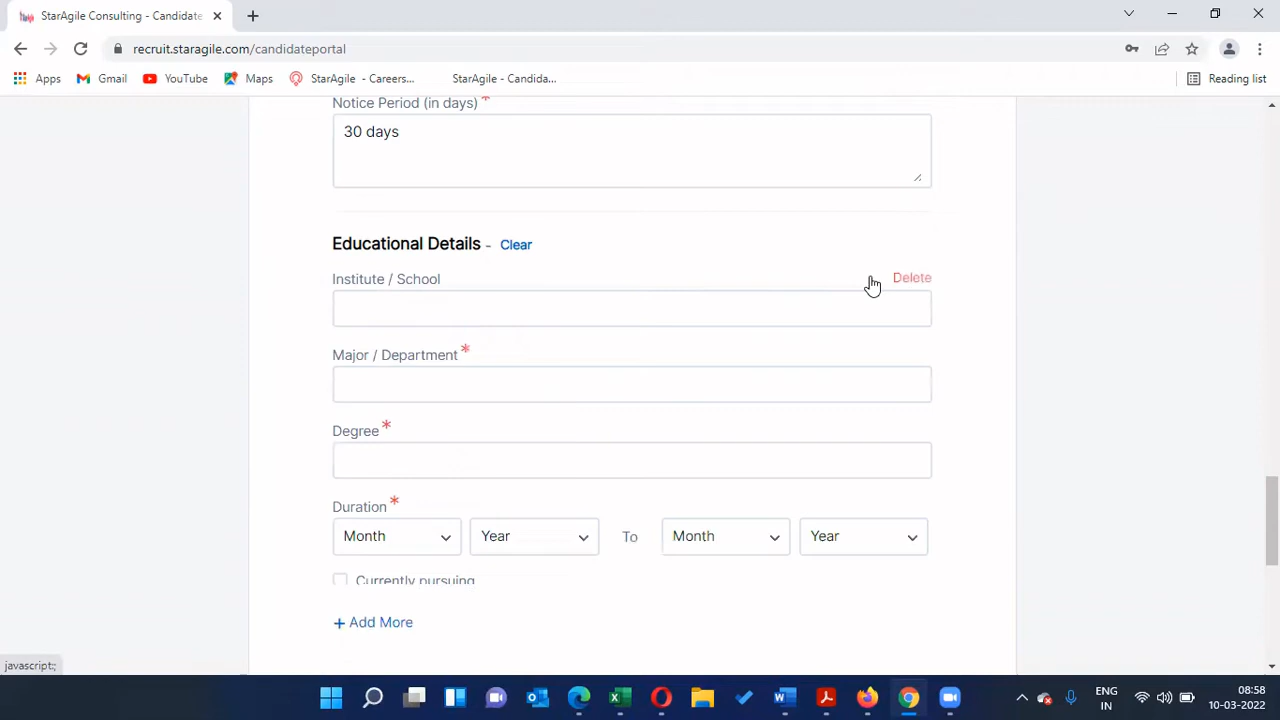 StarAgile Consulting - Candidate
recruit.staragile.com/candidateportal
Apps Gmail YouTube Maps StarAgile - Careers... StarAgile - Candida... Reading list
Notice Period (in days) *
30 days
Educational Details - Clear
Institute / School Delete
Major / Department *
Degree *
Duration *
Month Year To Month Year
Currently pursuing
+ Add More
javascript:;
ENG 08:58
IN 10-03-2022